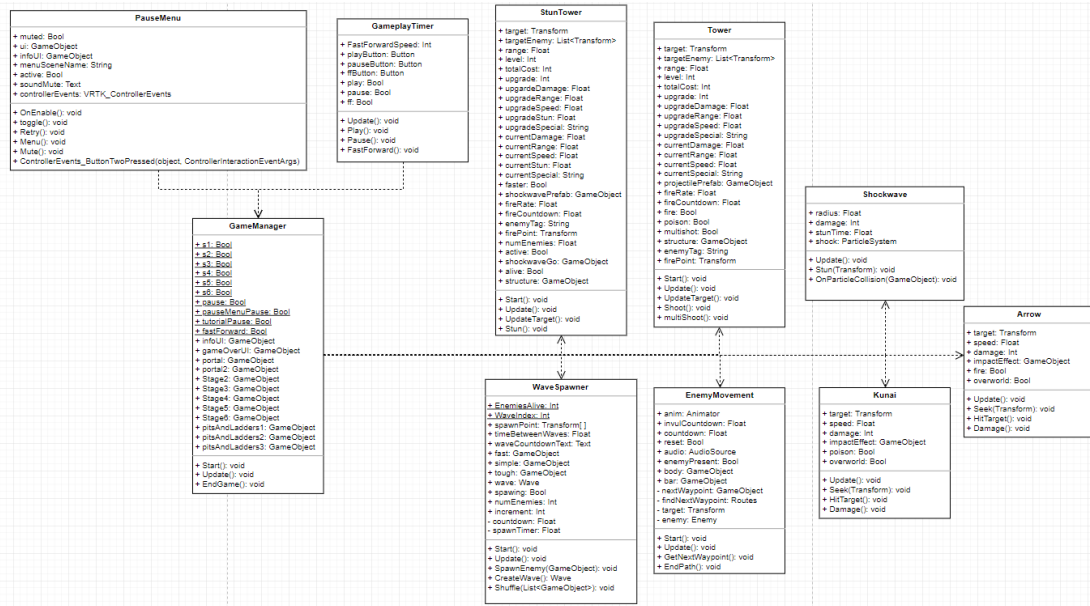 PauseMenu
+ muted: Bool
+ ui: GameObject
+ infoUI: GameObject
+ menuSceneName: String
+ active: Bool
+ soundMute: Text
+ controllerEvents: VRTK_ControllerEvents
+ OnEnable(): void
+ toggle(): void
+ Retry(): void
+ Menu(): void
+ Mute(): void
+ ControllerEvents_ButtonTwoPressed(object, ControllerInteractionEventArgs)
GameplayTimer
+ FastForwardSpeed: Int
+ playButton: Button
+ pauseButton: Button
+ ffButton: Button
+ play: Bool
+ pause: Bool
+ ff: Bool
+ Update(): void
+ Play(): void
+ Pause(): void
+ FastForward(): void
StunTower
+ target: Transform
+ targetEnemy: List<Transform>
+ range: Float
+ level: Int
+ totalCost: Int
+ upgrade: Int
+ upgardeDamage: Float
+ upgradeRange: Float
+ upgradeSpeed: Float
+ upgradeStun: Float
+ upgradeSpecial: String
+ currentDamage: Float
+ currentRange: Float
+ currentSpeed: Float
+ currentStun: Float
+ currentSpecial: String
+ faster: Bool
+ shockwavePrefab: GameObject
+ fireRate: Float
+ fireCountdown: Float
+ enemyTag: String
+ firePoint: Transform
+ numEnemies: Float
+ active: Bool
+ shockwaveGo: GameObject
+ alive: Bool
+ structure: GameObject
+ Start(): void
+ Update(): void
+ UpdateTarget(): void
+ Stun(): void
Tower
+ target: Transform
+ targetEnemy: List<Transform>
+ range: Float
+ level: Int
+ totalCost: Int
+ upgrade: Int
+ upgradeDamage: Float
+ upgradeRange: Float
+ upgradeSpeed: Float
+ upgradeSpecial: String
+ currentDamage: Float
+ currentRange: Float
+ currentSpeed: Float
+ currentSpecial: String
+ projectilePrefab: GameObject
+ fireRate: Float
+ fireCountdown: Float
+ fire: Bool
+ poison: Bool
+ multishot: Bool
+ structure: GameObject
+ enemyTag: String
+ firePoint: Transform
+ Start(): void
+ Update(): void
+ UpdateTarget(): void
+ Shoot(): void
+ multiShoot(): void
Shockwave
+ radius: Float
+ damage: Int
+ stunTime: Float
+ shock: ParticleSystem
+ Update(): void
+ Stun(Transform): void
+ OnParticleCollision(GameObject): void
GameManager
+ s1: Bool
+ s2: Bool
+ s3: Bool
+ s4: Bool
+ s5: Bool
+ s6: Bool
+ pause: Bool
+ pauseMenuPause: Bool
+ tutorialPause: Bool
+ fastForward: Bool
+ infoUI: GameObject
+ gameOverUI: GameObject
+ portal: GameObject
+ portal2: GameObject
+ Stage2: GameObject
+ Stage3: GameObject
+ Stage4: GameObject
+ Stage5: GameObject
+ Stage6: GameObject
+ pitsAndLadders1: GameObject
+ pitsAndLadders2: GameObject
+ pitsAndLadders3: GameObject
+ Start(): void
+ Update(): void
+ EndGame(): void
Arrow
+ target: Transform
+ speed: Float
+ damage: Int
+ impactEffect: GameObject
+ fire: Bool
+ overworld: Bool
+ Update(): void
+ Seek(Transform): void
+ HitTarget(): void
+ Damage(): void
WaveSpawner
+ EnemiesAlive: Int
+ WaveIndex: Int
+ spawnPoint: Transform[ ]
+ timeBetweenWaves: Float
+ waveCountdownText: Text
+ fast: GameObject
+ simple: GameObject
+ tough: GameObject
+ wave: Wave
+ spawing: Bool
+ numEnemies: Int
+ increment: Int
- countdown: Float
- spawnTimer: Float
+ Start(): void
+ Update(): void
+ SpawnEnemy(GameObject): void
+ CreateWave(): Wave
+ Shuffle(List<GameObject>): void
EnemyMovement
+ anim: Animator
+ invulCountdown: Float
+ countdown: Float
+ reset: Bool
+ audio: AudioSource
+ enemyPresent: Bool
+ body: GameObject
+ bar: GameObject
- nextWaypoint: GameObject
- findNextWaypoint: Routes
- target: Transform
- enemy: Enemy
+ Start(): void
+ Update(): void
+ GetNextWaypoint(): void
+ EndPath(): void
Kunai
+ target: Transform
+ speed: Float
+ damage: Int
+ impactEffect: GameObject
+ poison: Bool
+ overworld: Bool
+ Update(): void
+ Seek(Transform): void
+ HitTarget(): void
+ Damage(): void